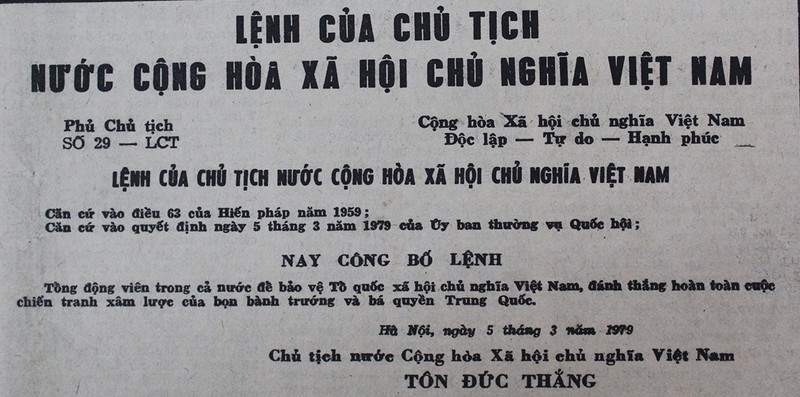 LỆNH CỦA CHỦ TỊCH
NƯỚC CỘNG HÒA XÃ HỘI CHỦ NGHĨA VIỆT NAM
Phủ Chủ tịch
SỐ 29 — LCT
Cộng hòa Xã hội chủ nghĩa Việt Nam
Độc lập — Tự do — Hạnh phúc
LỆNH CỦA CHỦ TỊCH NƯỚC CỘNG HÒA XÃ HỘI CHỦ NGHĨA VIỆT NAM
Căn cứ vào điều 63 của Hiến pháp năm 1959;
Căn cứ vào quyết định ngày 5 tháng 3 năm 1979 của Ủy ban thường vụ Quốc hội;
NAY CÔNG BỐ LỆNH
Tổng động viên trong cả nước để bảo vệ Tổ quốc xã hội chủ nghĩa Việt Nam, đánh thắng hoàn toàn cuộc
chiến tranh xâm lược của bọn bành trướng và bá quyền Trung Quốc.
Hà Nội, ngày 5 tháng 3 năm 1979
Chủ tịch nước Cộng hòa Xã hội chủ nghĩa Việt Nam
TÔN ĐỨC THẮNG